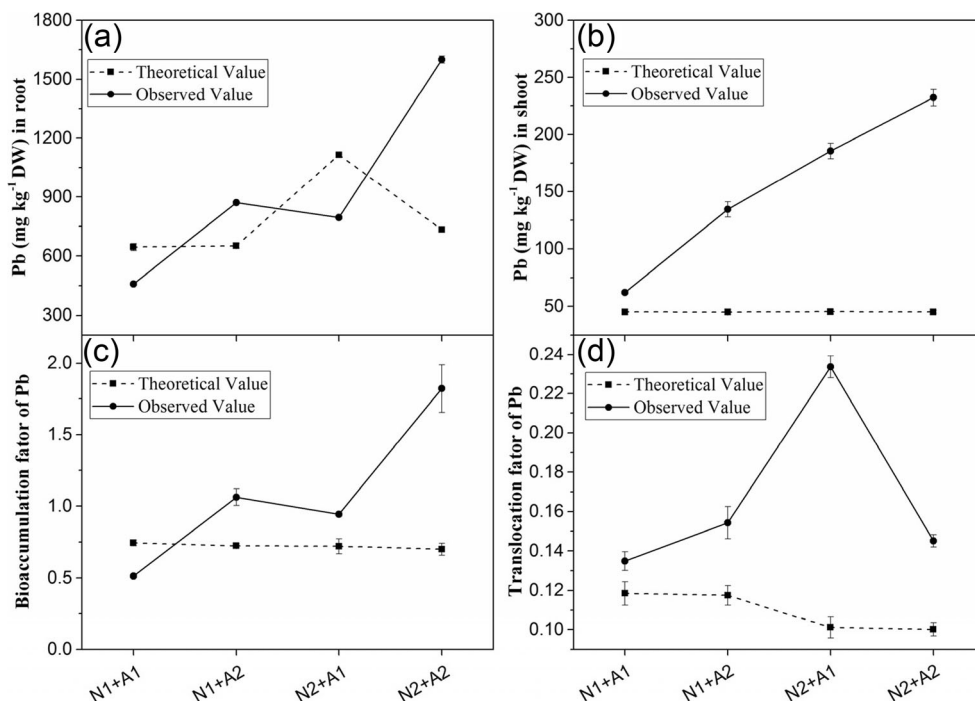 (a)
Theoretical Value
Observed Value
Pb (mg kg⁻¹ DW) in root
1800
1500
1200
900
600
300
(b)
Theoretical Value
Observed Value
Pb (mg kg⁻¹ DW) in shoot
300
250
200
150
100
50
(c)
Theoretical Value
Observed Value
Bioaccumulation fator of Pb
2.0
1.5
1.0
0.5
0.0
N1+A1
N1+A2
N2+A1
N2+A2
(d)
Theoretical Value
Observed Value
Translocation fator of Pb
0.24
0.22
0.20
0.18
0.16
0.14
0.12
0.10
N1+A1
N1+A2
N2+A1
N2+A2